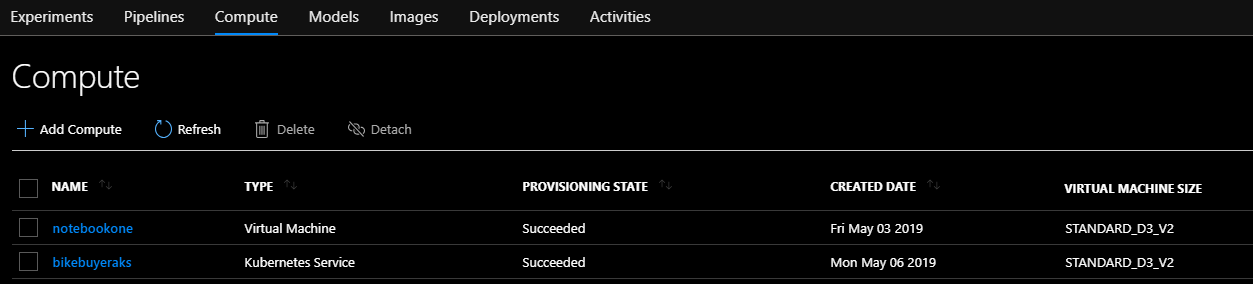 Experiments Pipelines Compute Models Images Deployments Activities
Compute
Add Compute Refresh Delete Detach
NAME TYPE PROVISIONING STATE CREATED DATE VIRTUAL MACHINE SIZE
notebookone Virtual Machine Succeeded Fri May 03 2019 STANDARD_D3_V2
bikebuyeraks Kubernetes Service Succeeded Mon May 06 2019 STANDARD_D3_V2